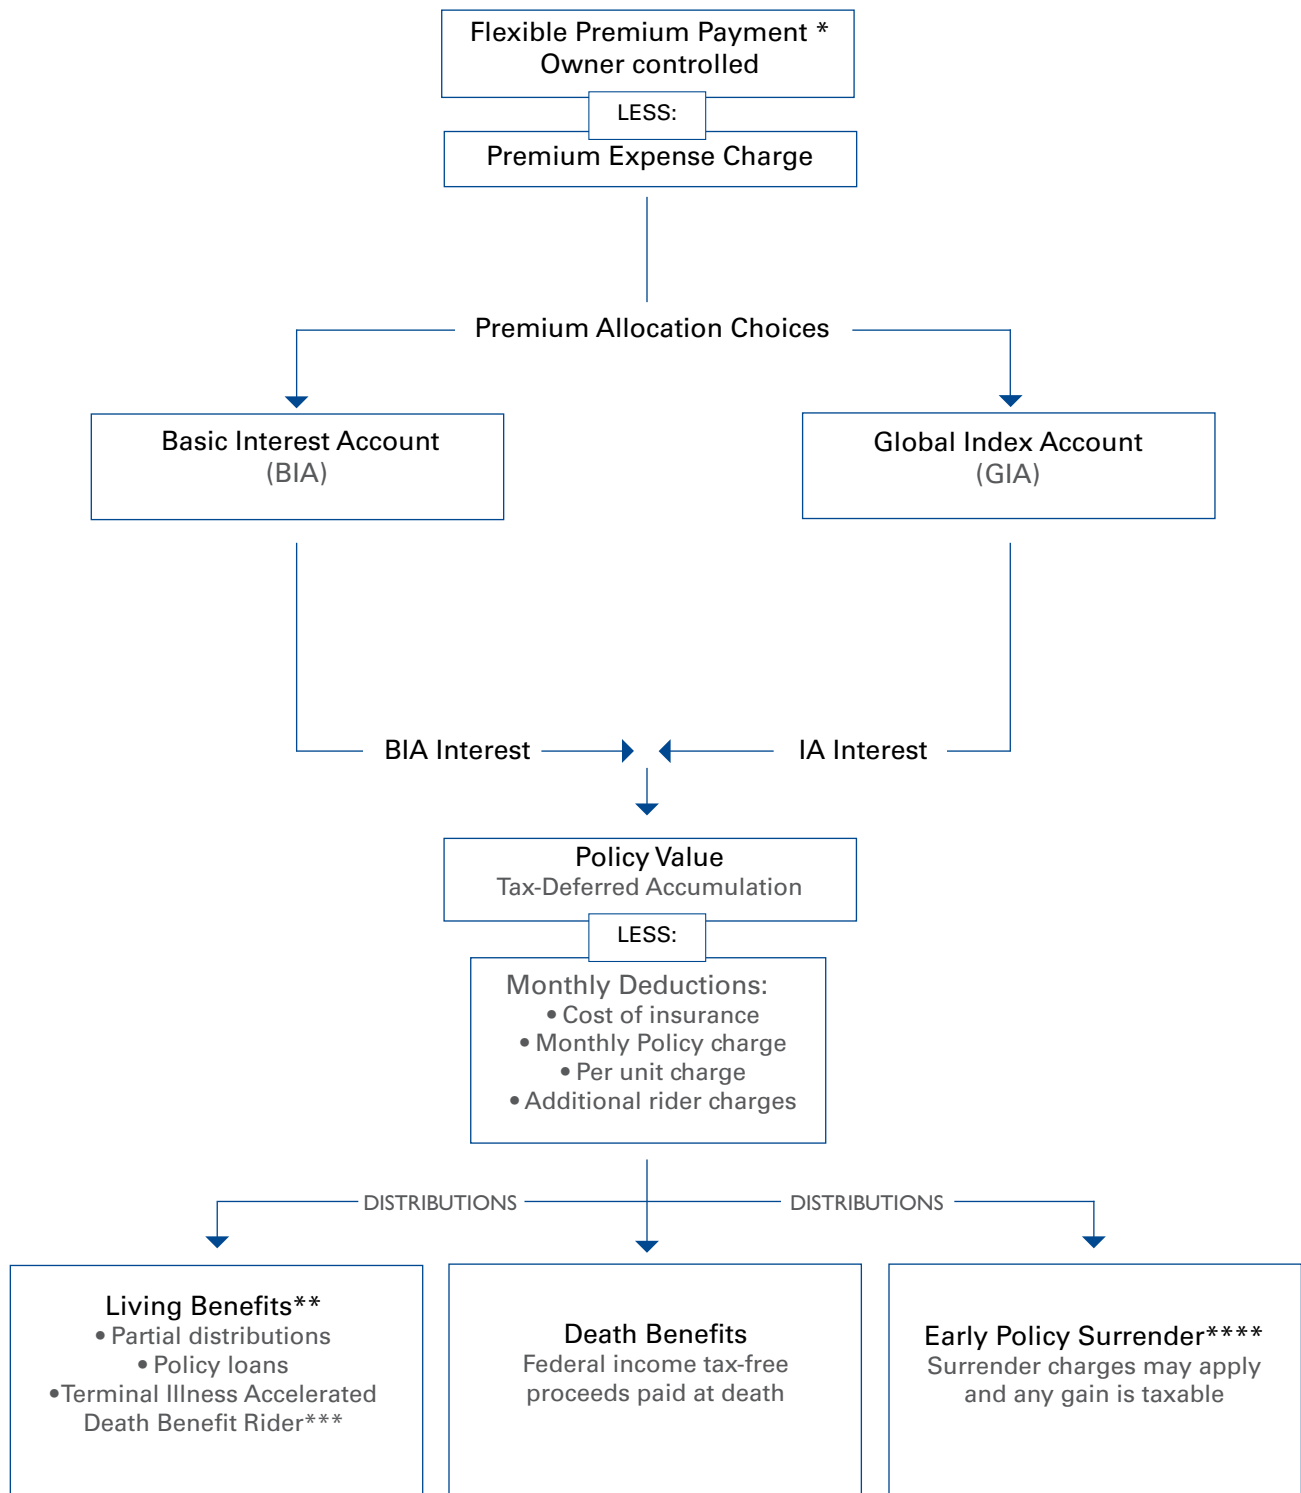 Flexible Premium Payment *
Owner controlled
LESS:
Premium Expense Charge
Premium Allocation Choices
Basic Interest Account
(BIA)
Global Index Account
(GIA)
BIA Interest
IA Interest
Policy Value
Tax-Deferred Accumulation
LESS:
Monthly Deductions:
• Cost of insurance
• Monthly Policy charge
• Per unit charge
• Additional rider charges
DISTRIBUTIONS
DISTRIBUTIONS
Living Benefits**
• Partial distributions
• Policy loans
•Terminal Illness Accelerated
Death Benefit Rider***
Death Benefits
Federal income tax-free
proceeds paid at death
Early Policy Surrender****
Surrender charges may apply
and any gain is taxable